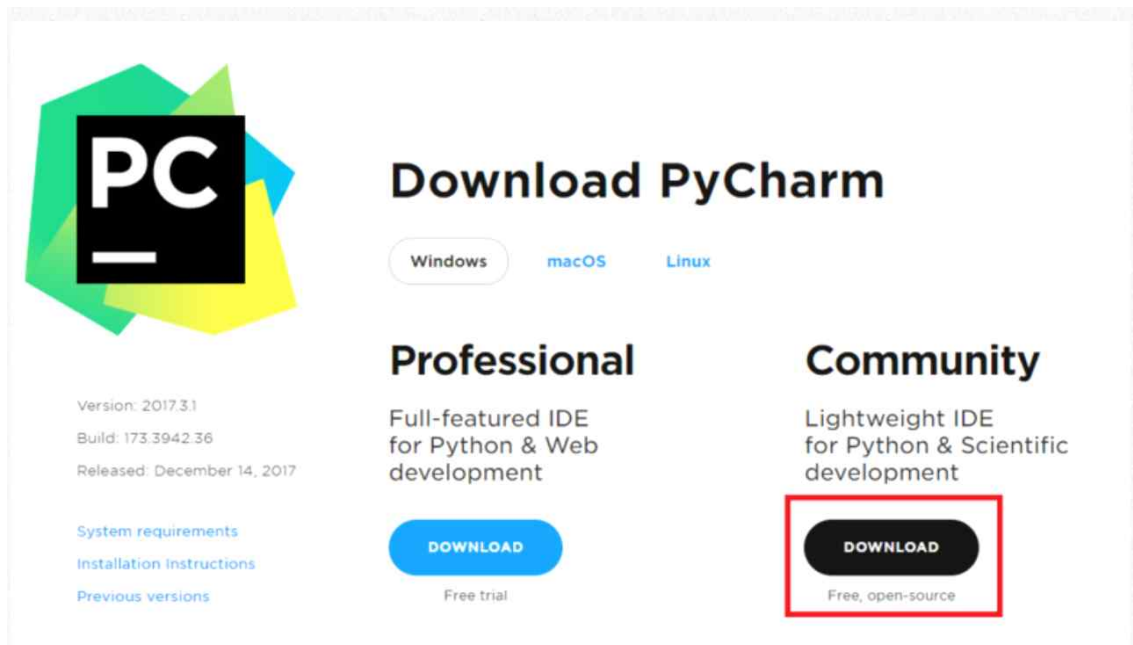 PC
Download PyCharm
Windows macOS Linux
Version: 2017.3.1
Build: 173.3942.36
Released: December 14, 2017
System requirements
Installation Instructions
Previous versions
Professional
Full-featured IDE
for Python & Web
development
DOWNLOAD
Free trial
Community
Lightweight IDE
for Python & Scientific
development
DOWNLOAD
Free, open-source